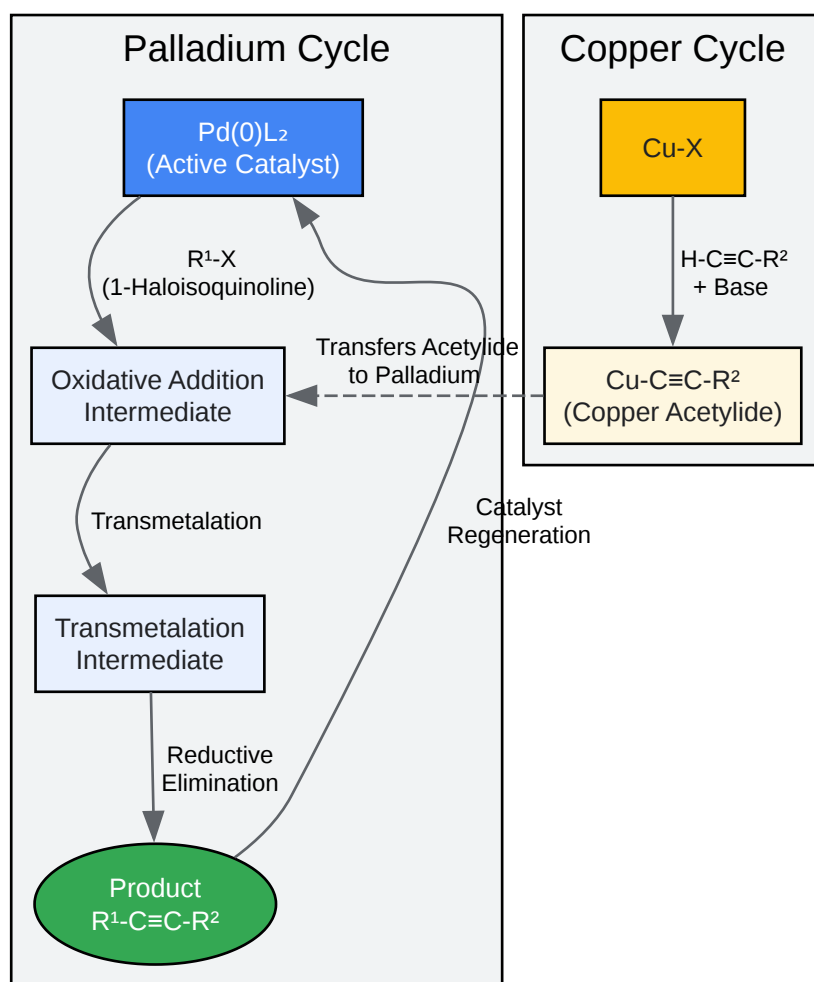 Palladium Cycle
Pd(0)L₂
(Active Catalyst)
R¹-X
(1-Haloisoquinoline)
Oxidative Addition
Intermediate
Transmetalation
Transmetalation
Intermediate
Reductive
Elimination
Product
R¹-C≡C-R²
Catalyst
Regeneration
Transfers Acetylide
to Palladium
Copper Cycle
Cu-X
H-C≡C-R²
+ Base
Cu-C≡C-R²
(Copper Acetylide)